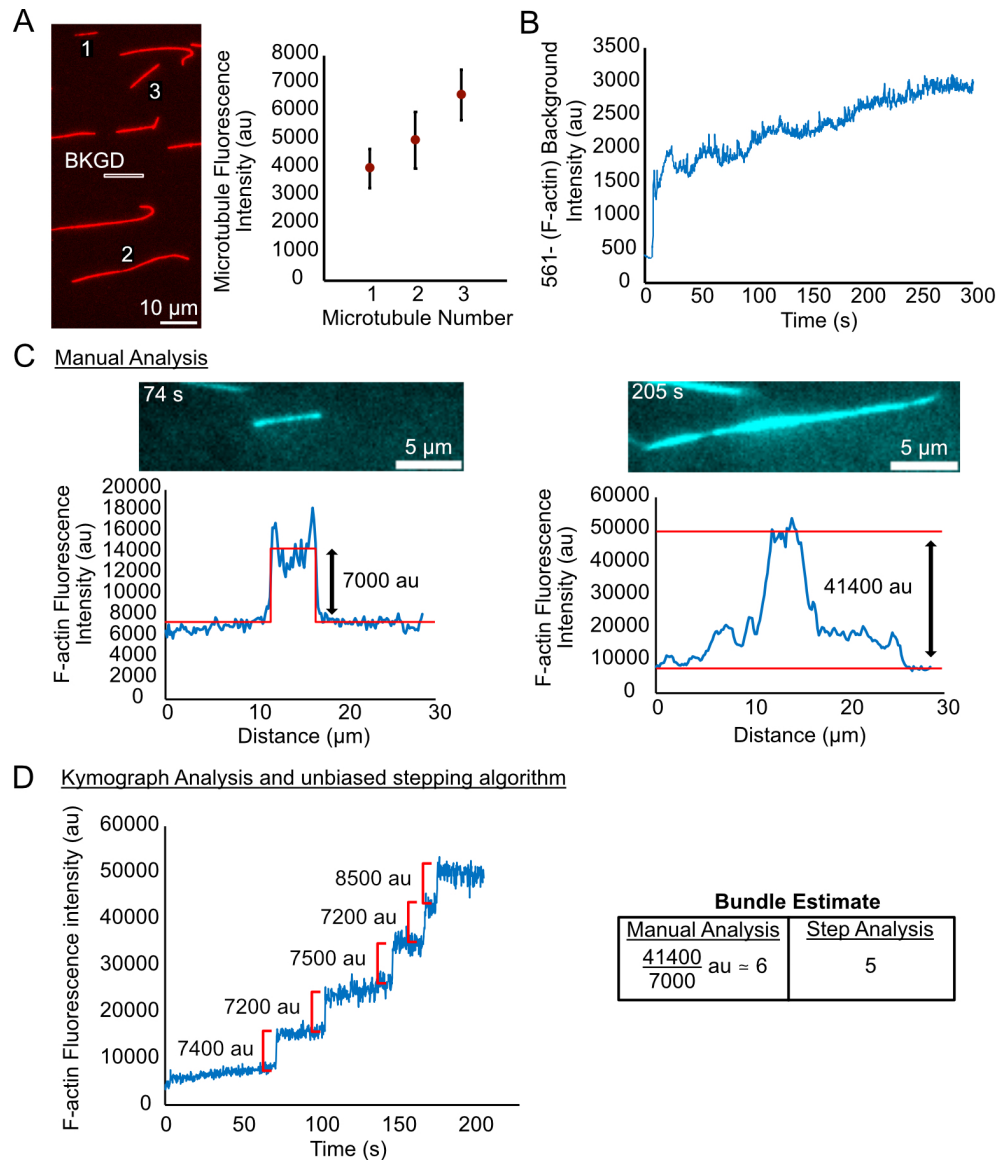 A
1
3
BKGD
2
10 µm
Microtubule Fluorescence
Intensity (au)
8000
7000
6000
5000
4000
3000
2000
1000
0
1 2 3
Microtubule Number
B
561- (F-actin) Background
Intensity (au)
3500
3000
2500
2000
1500
1000
500
0
0 50 100 150 200 250 300
Time (s)
C Manual Analysis
74 s
5 µm
F-actin Fluorescence
Intensity (au)
20000
18000
16000
14000
12000
10000
8000
6000
4000
2000
0
7000 au
0 10 20 30
Distance (µm)
205 s
5 µm
F-actin Fluorescence
Intensity (au)
60000
50000
40000
30000
20000
10000
0
41400 au
0 10 20 30
Distance (µm)
D Kymograph Analysis and unbiased stepping algorithm
F-actin Fluorescence intensity (au)
60000
50000
40000
30000
20000
10000
0
8500 au
7200 au
7500 au
7200 au
7400 au
0 50 100 150 200
Time (s)
Bundle Estimate
Manual Analysis Step Analysis
41400
7000
au ≃ 6
5